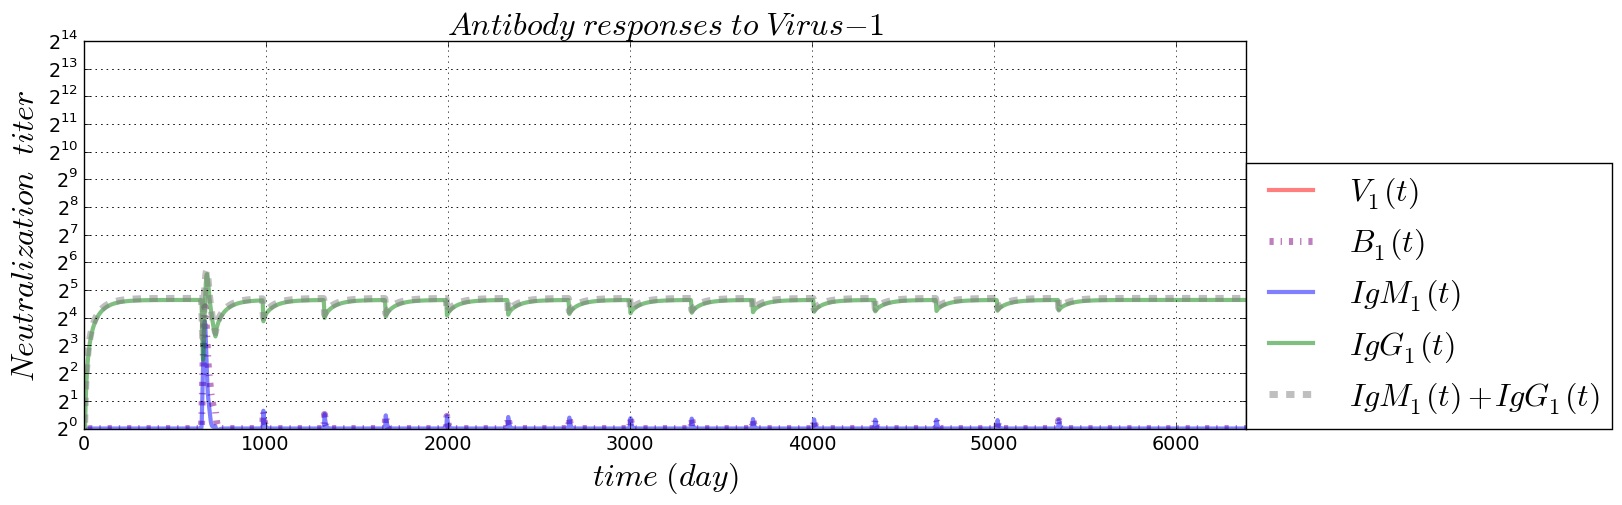 Antibody responses to Virus−1
Neutralization titer
2^14
2^13
2^12
2^11
2^10
2^9
2^8
2^7
2^6
2^5
2^4
2^3
2^2
2^1
2^0
0 1000 2000 3000 4000 5000 6000
time (day)
V_1(t)
B_1(t)
IgM_1(t)
IgG_1(t)
IgM_1(t)+IgG_1(t)